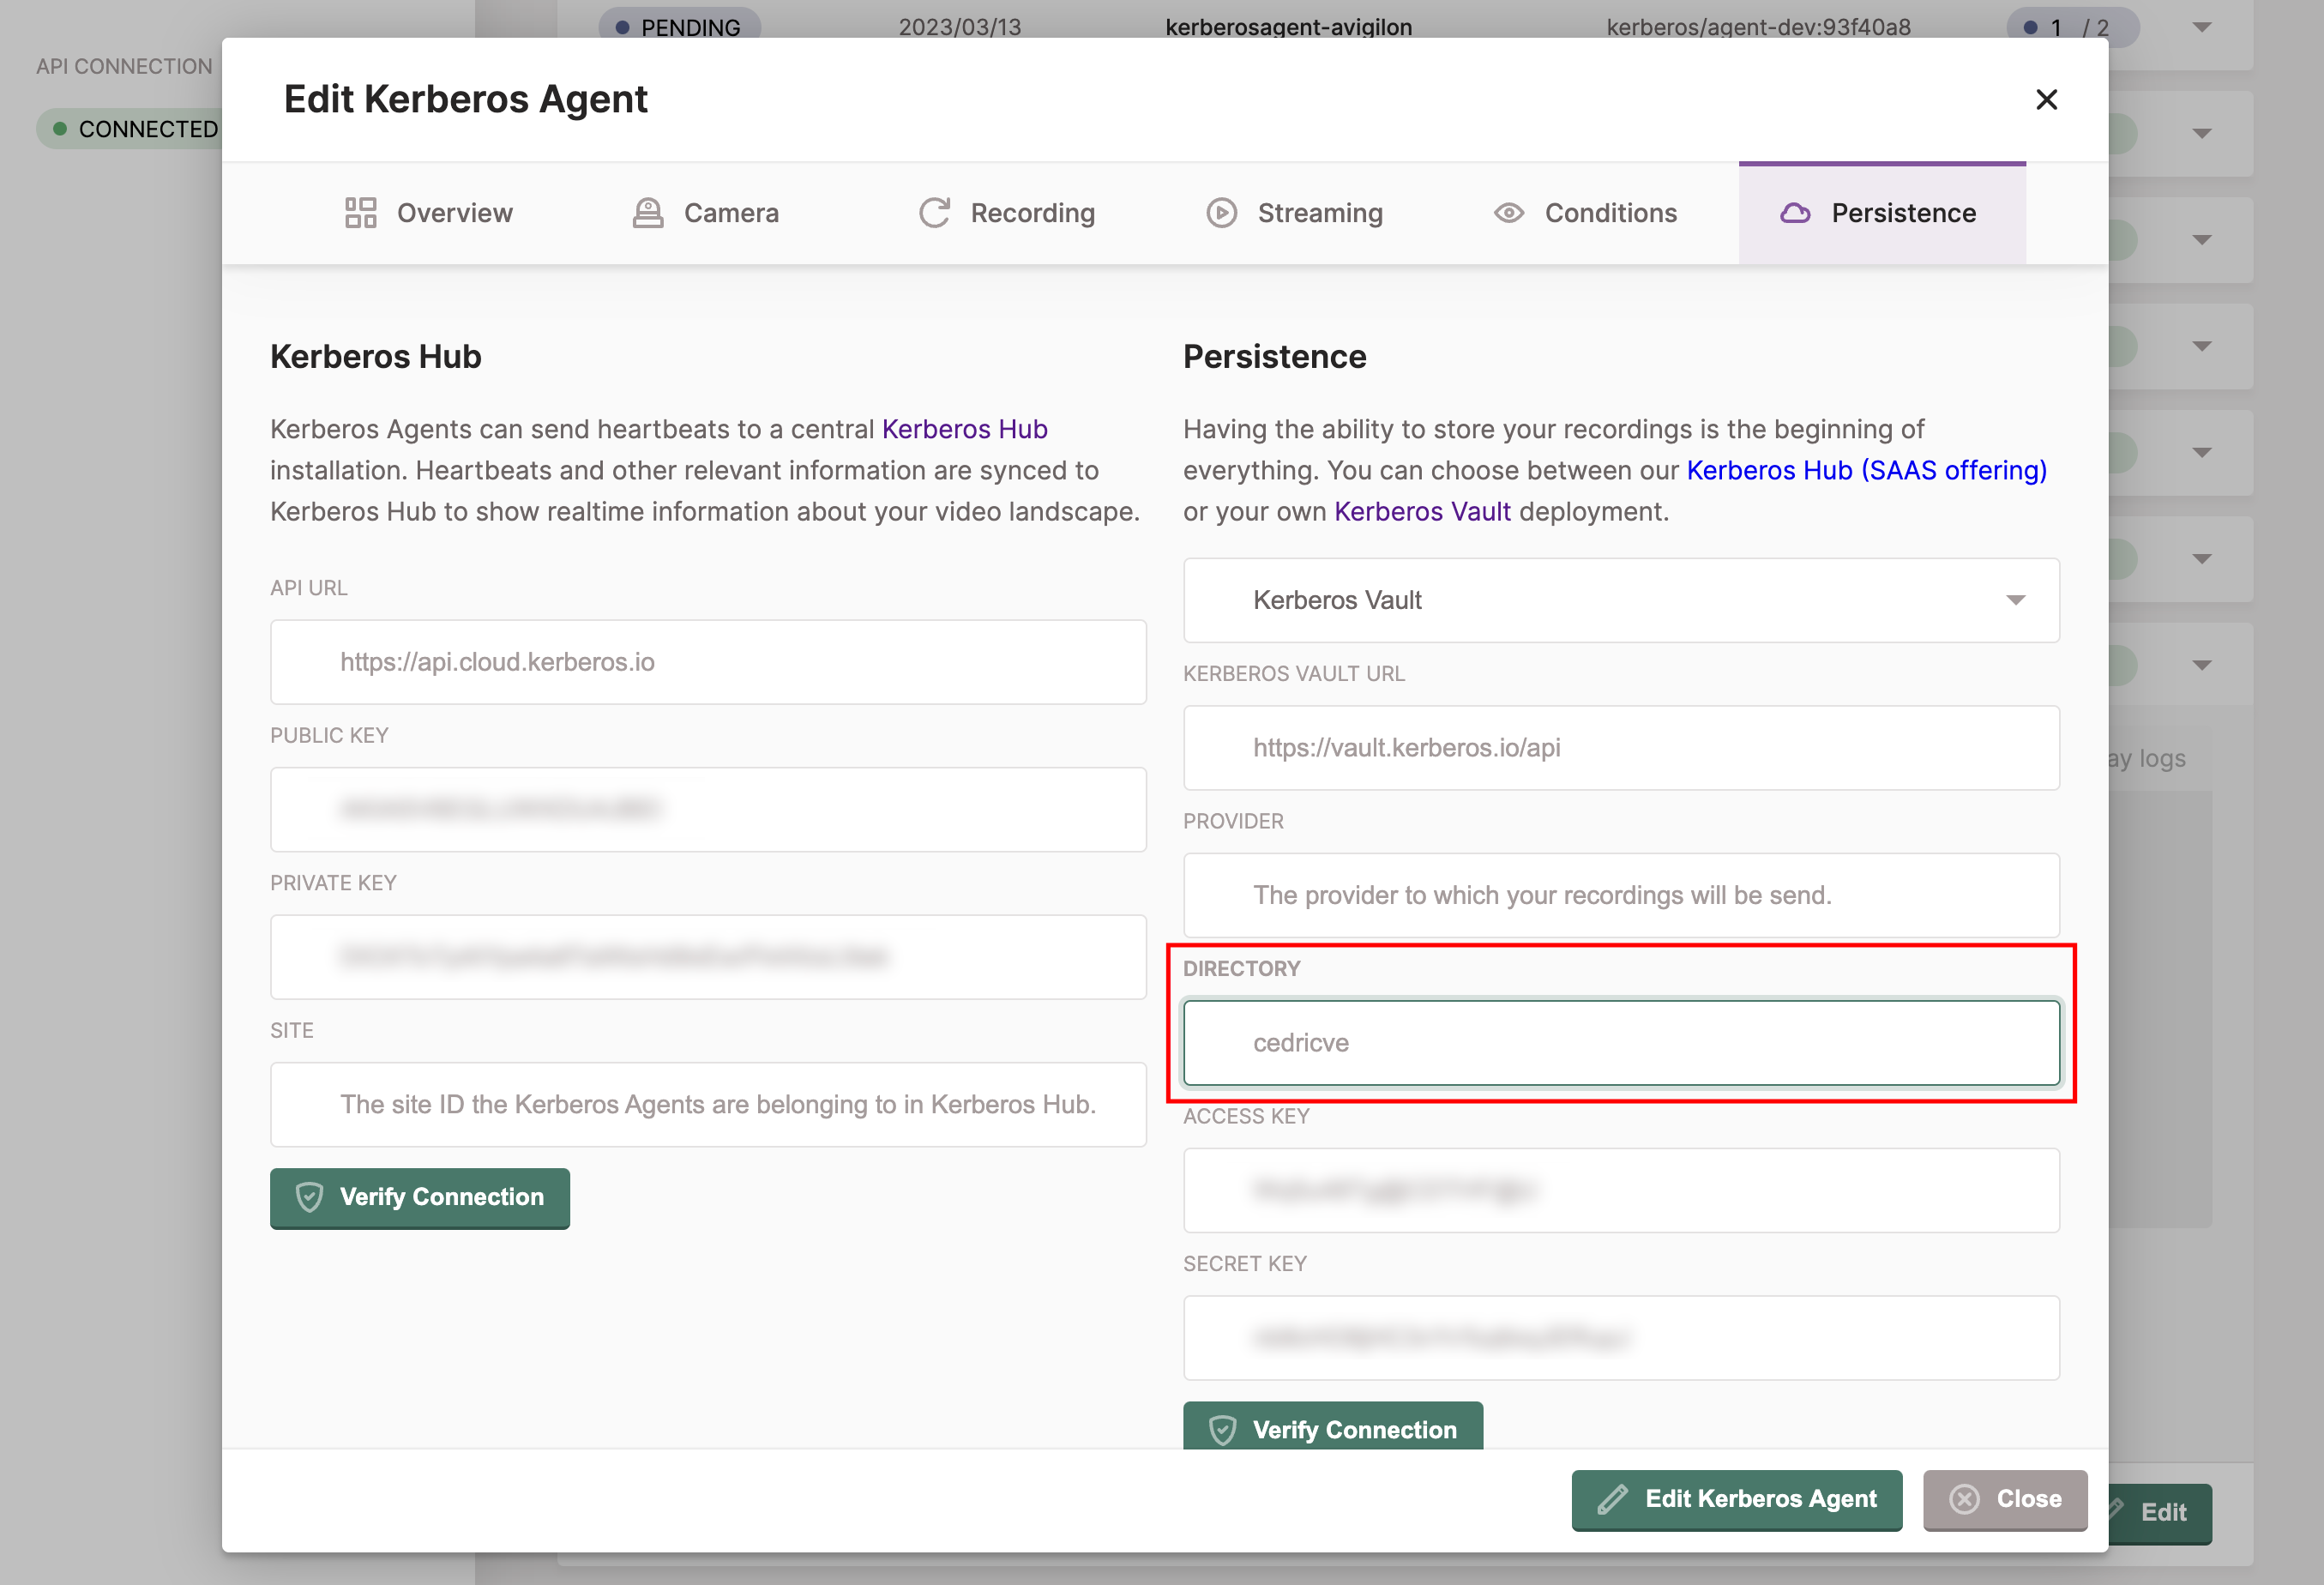 PENDING 2023/03/13 kerberosagent-avigilon kerberos/agent-dev:93f40a8 1 / 2
API CONNECTION
CONNECTED
Edit Kerberos Agent
Overview Camera Recording Streaming Conditions Persistence
Kerberos Hub
Kerberos Agents can send heartbeats to a central Kerberos Hub
installation. Heartbeats and other relevant information are synced to
Kerberos Hub to show realtime information about your video landscape.
API URL
https://api.cloud.kerberos.io
PUBLIC KEY
PRIVATE KEY
SITE
The site ID the Kerberos Agents are belonging to in Kerberos Hub.
Verify Connection
Persistence
Having the ability to store your recordings is the beginning of
everything. You can choose between our Kerberos Hub (SAAS offering)
or your own Kerberos Vault deployment.
Kerberos Vault
KERBEROS VAULT URL
https://vault.kerberos.io/api
PROVIDER
The provider to which your recordings will be send.
DIRECTORY
cedricve
ACCESS KEY
SECRET KEY
Verify Connection
ay logs
Edit Kerberos Agent
Close
Edit